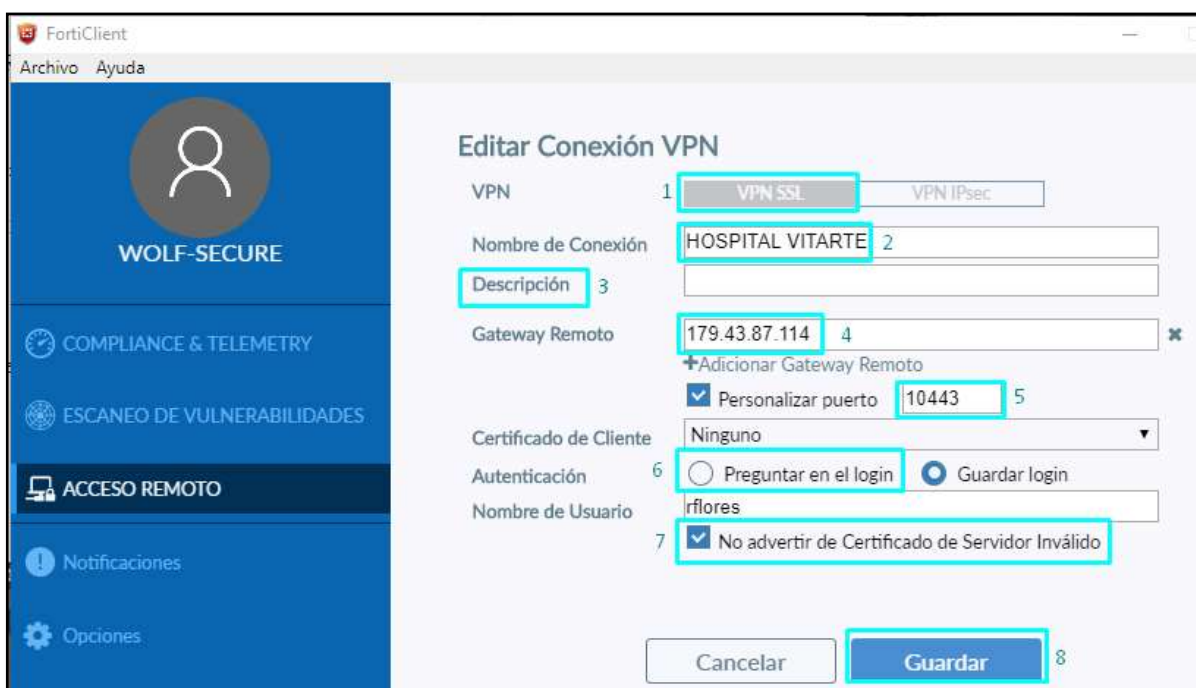 FortiClient
Archivo Ayuda
WOLF-SECURE
COMPLIANCE & TELEMETRY
ESCANEO DE VULNERABILIDADES
ACCESO REMOTO
Notificaciones
Opciones
Editar Conexión VPN
VPN 1 VPN SSL VPN IPsec
Nombre de Conexión HOSPITAL VITARTE 2
Descripción 3
Gateway Remoto 179.43.87.114 4
+Adicionar Gateway Remoto
Personalizar puerto 10443 5
Certificado de Cliente Ninguno
Autenticación 6 Preguntar en el login Guardar login
Nombre de Usuario rflores
7 No advertir de Certificado de Servidor Inválido
Cancelar Guardar 8